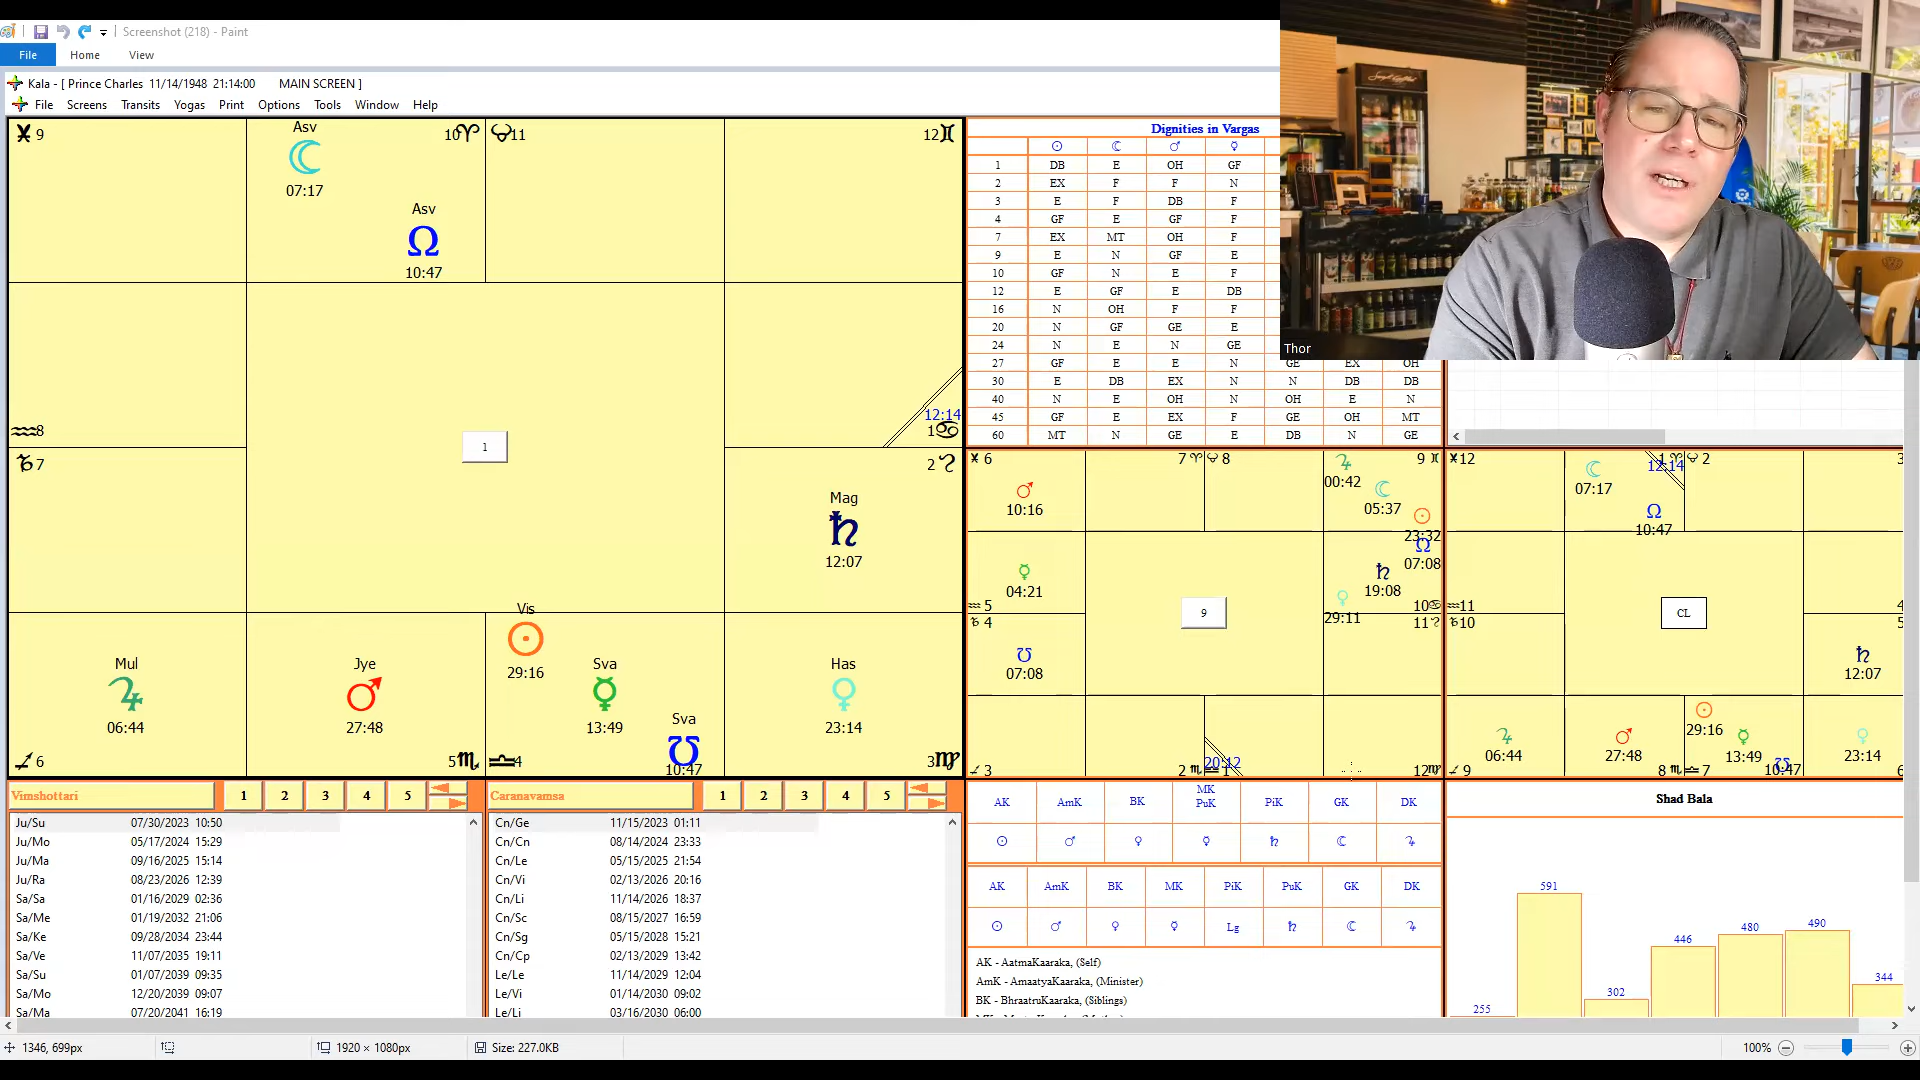 Screenshot (218) - Paint
File Home View
Kala - [ Prince Charles 11/14/1948 21:14:00 MAIN SCREEN ]
File Screens Transits Yogas Print Options Tools Window Help
9
Asv
07:17
Asv
10:47
10
11
12
8
12:14
1
1
7
2
Mag
12:07
Mul
06:44
6
Jye
27:48
5
Vis
29:16
Sva
13:49
Sva
10:47
4
Has
23:14
3
Dignities in Vargas
1 DB E OH GF
2 EX F F N
3 E F DB F
4 GF E GF F
7 EX MT OH F
9 E N GF E
10 GF N E F
12 E GF E DB
16 N OH F F
20 N GF GE E
24 N E N GE
27 GF E E N GE EX OH
30 E DB EX N N DB DB
40 N E OH N OH E N
45 GF E EX F GE OH MT
60 MT N GE E DB N GE
Thor
6
10:16
7
8
00:42
9
05:37
23:32
07:08
04:21
5
4
07:08
9
19:08
29:11
10
11
3
2
20:12
1
12
12
07:17
10:47
12:14
1
2
3
11
10
CL
4
5
12:07
06:44
9
27:48
8
29:16
13:49
10:47
7
23:14
6
Vimshottari 1 2 3 4 5
Ju/Su 07/30/2023 10:50
Ju/Mo 05/17/2024 15:29
Ju/Ma 09/16/2025 15:14
Ju/Ra 08/23/2026 12:39
Sa/Sa 01/16/2029 02:36
Sa/Me 01/19/2032 21:06
Sa/Ke 09/28/2034 23:44
Sa/Ve 11/07/2035 19:11
Sa/Su 01/07/2039 09:35
Sa/Mo 12/20/2039 09:07
Sa/Ma 07/20/2041 16:19
Caranavamsa 1 2 3 4 5
Cn/Ge 11/15/2023 01:11
Cn/Cn 08/14/2024 23:33
Cn/Le 05/15/2025 21:54
Cn/Vi 02/13/2026 20:16
Cn/Li 11/14/2026 18:37
Cn/Sc 08/15/2027 16:59
Cn/Sg 05/15/2028 15:21
Cn/Cp 02/13/2029 13:42
Le/Le 11/14/2029 12:04
Le/Vi 01/14/2030 09:02
Le/Li 03/16/2030 06:00
AK AmK BK MK PuK PiK GK DK
AK AmK BK MK PiK PuK GK DK
Lg
AK - AatmaKaaraka, (Self)
AmK - AmaatyaKaaraka, (Minister)
BK - BhraatruKaaraka, (Siblings)
Shad Bala
255
591
302
446
480
490
344
1346, 699px
1920 × 1080px
Size: 227.0KB
100%